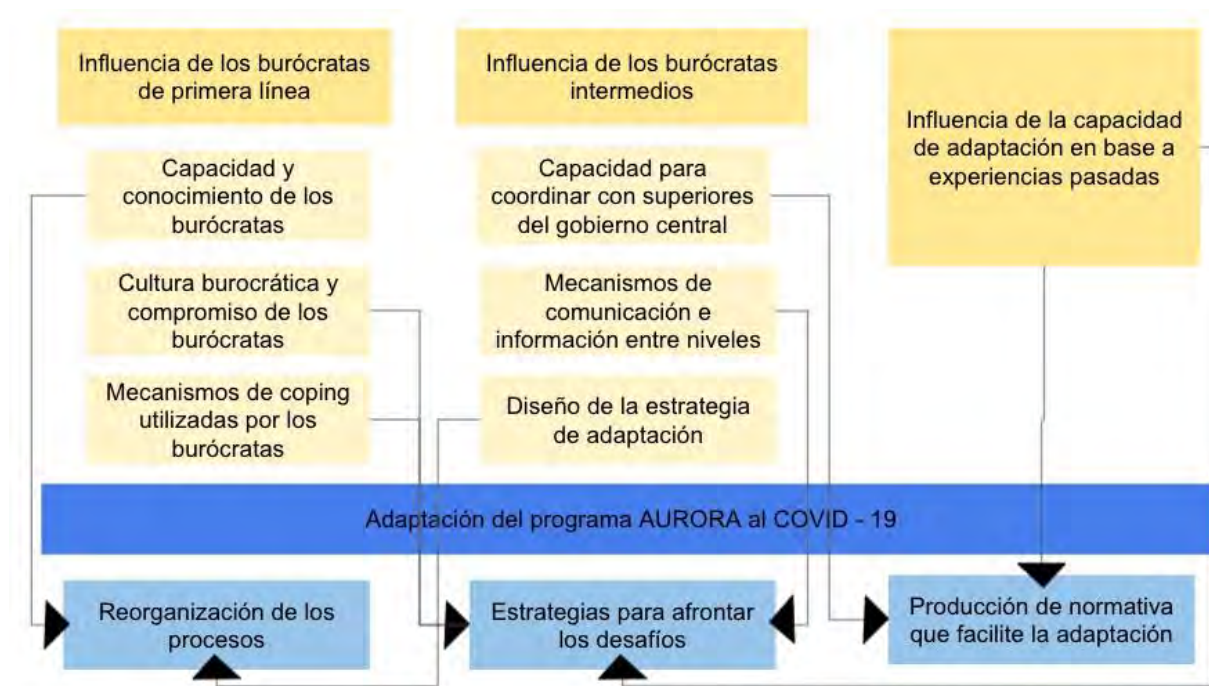 Influencia de los burócratas
de primera línea
Capacidad y
conocimiento de los
burócratas
Cultura burocrática y
compromiso de los
burócratas
Mecanismos de coping
utilizadas por los
burócratas
Influencia de los burócratas
intermedios
Capacidad para
coordinar con superiores
del gobierno central
Mecanismos de
comunicación e
información entre niveles
Diseño de la estrategia
de adaptación
Influencia de la capacidad
de adaptación en base a
experiencias pasadas
Adaptación del programa AURORA al COVID - 19
Reorganización de los
procesos
Estrategias para afrontar
los desafíos
Producción de normativa
que facilite la adaptación